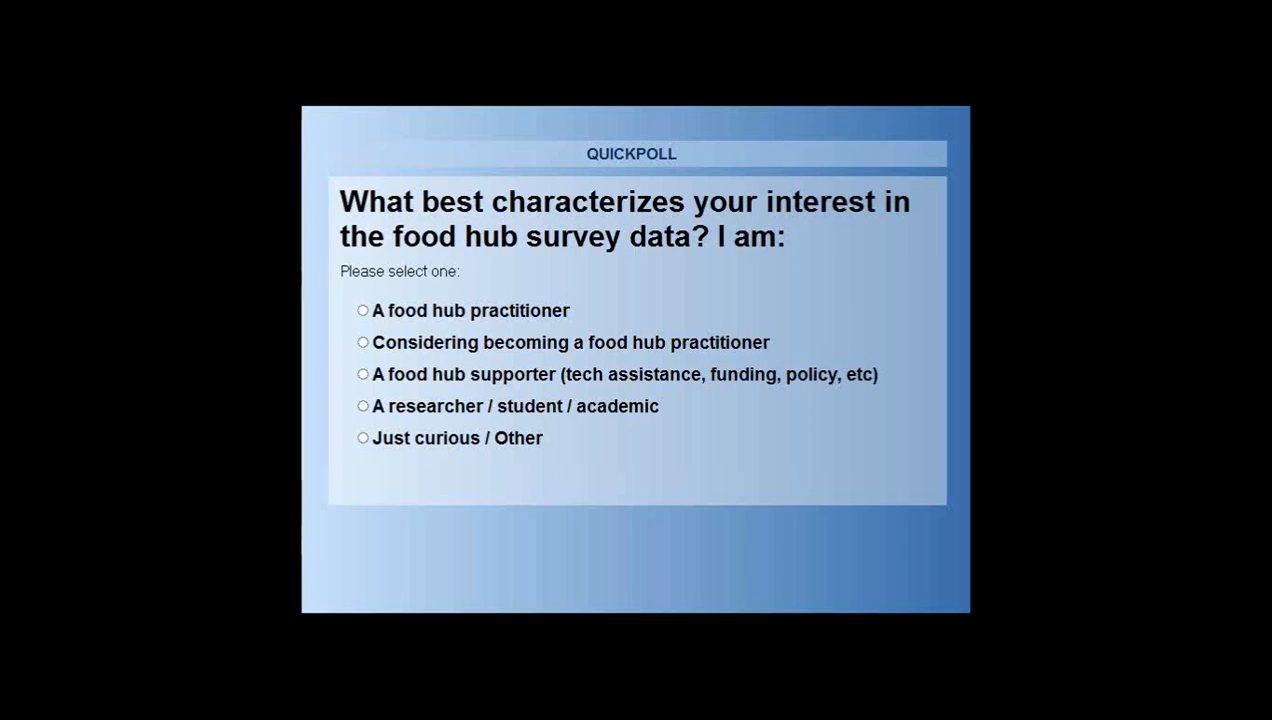 QUICKPOLL
What best characterizes your interest in
the food hub survey data? I am:
Please select one:
A food hub practitioner
Considering becoming a food hub practitioner
A food hub supporter (tech assistance, funding, policy, etc)
A researcher / student / academic
Just curious / Other